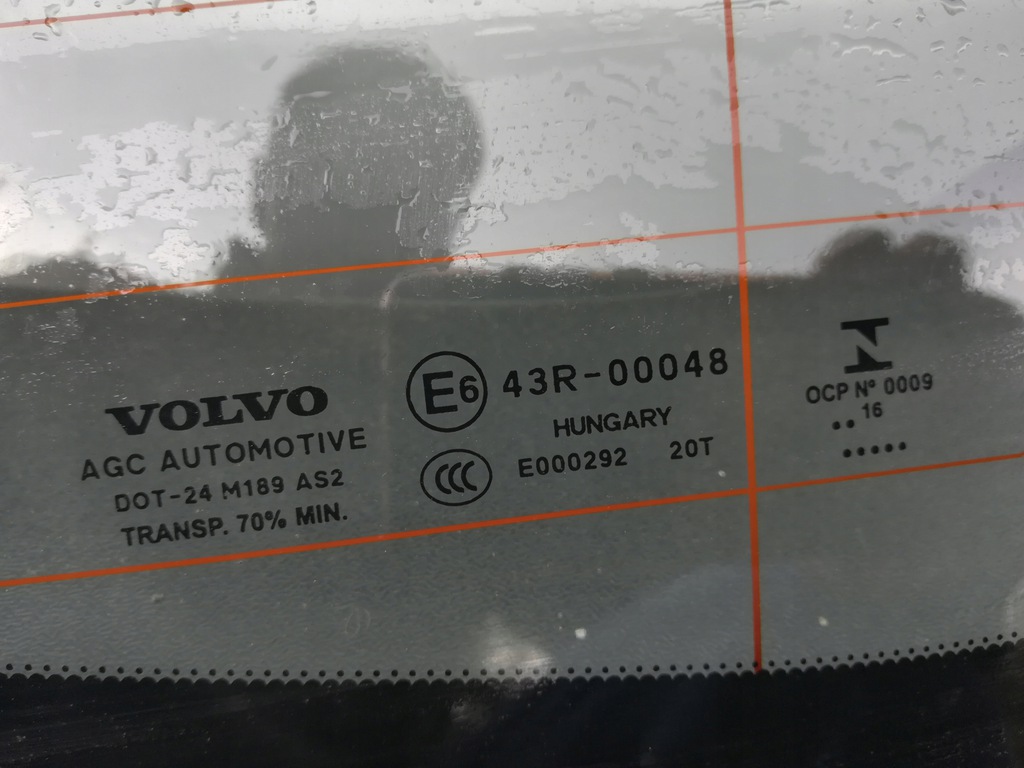 VOLVO
AGC AUTOMOTIVE
DOT-24 M189 AS2
TRANSP. 70% MIN.
E6 43R-00048
HUNGARY
CCC E000292 20T
OCP Nº 0009
..16
.....